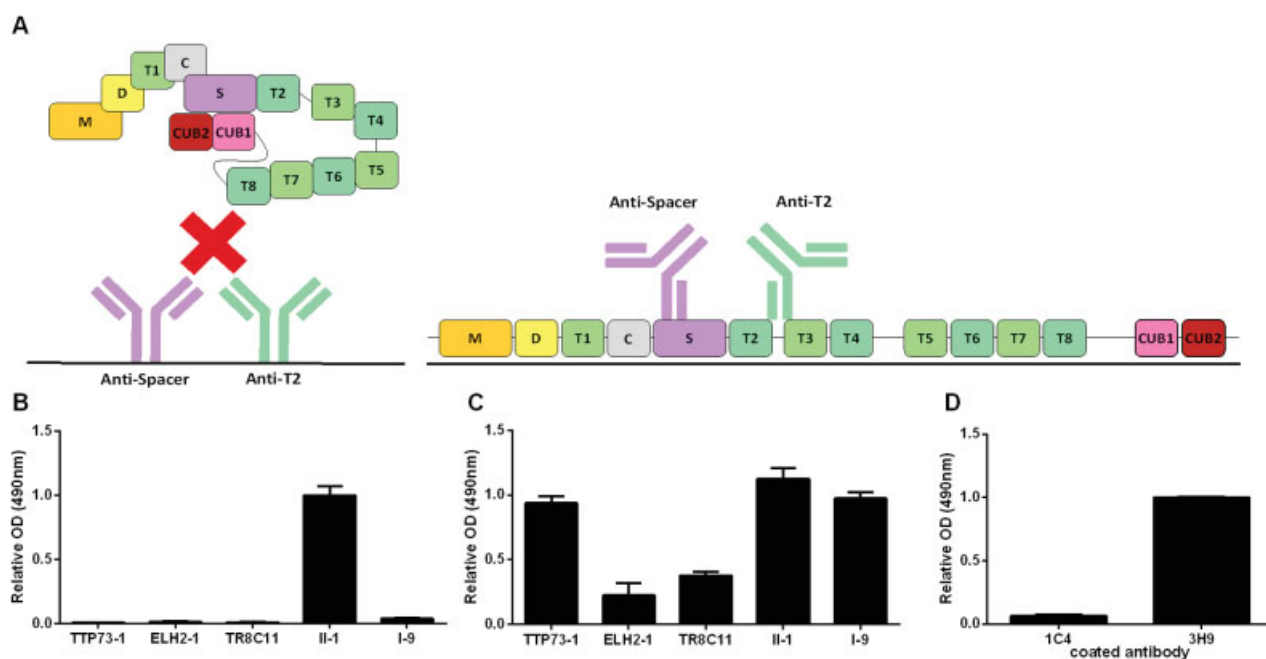 A
T1 C
D S T2 T3
M CUB2 CUB1 T4
T8 T7 T6 T5
Anti-Spacer Anti-T2
Anti-Spacer Anti-T2
M D T1 C S T2 T3 T4 T5 T6 T7 T8 CUB1 CUB2
B
Relative OD (490nm)
1.5
1.0
0.5
0.0
TTP73-1 ELH2-1 TR8C11 II-1 I-9
C
Relative OD (490nm)
1.5
1.0
0.5
0.0
TTP73-1 ELH2-1 TR8C11 II-1 I-9
D
Relative OD (490nm)
1.5
1.0
0.5
0.0
1C4 3H9
coated antibody